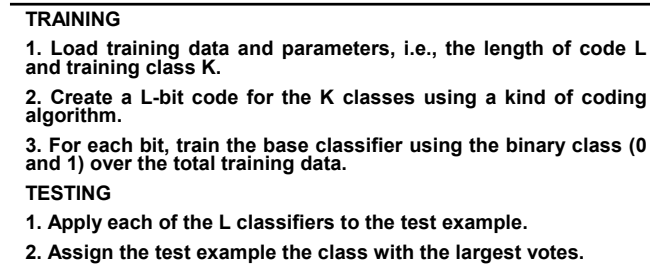 TRAINING
1. Load training data and parameters, i.e., the length of code L
and training class K.
2. Create a L-bit code for the K classes using a kind of coding
algorithm.
3. For each bit, train the base classifier using the binary class (0
and 1) over the total training data.
TESTING
1. Apply each of the L classifiers to the test example.
2. Assign the test example the class with the largest votes.